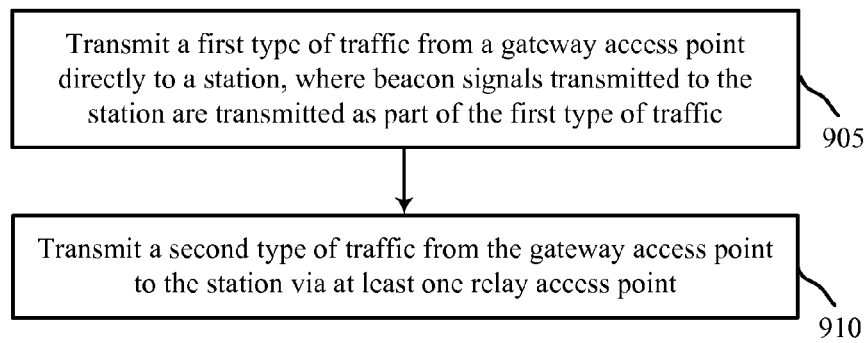 Transmit a first type of traffic from a gateway access point
directly to a station, where beacon signals transmitted to the
station are transmitted as part of the first type of traffic
905
Transmit a second type of traffic from the gateway access point
to the station via at least one relay access point
910